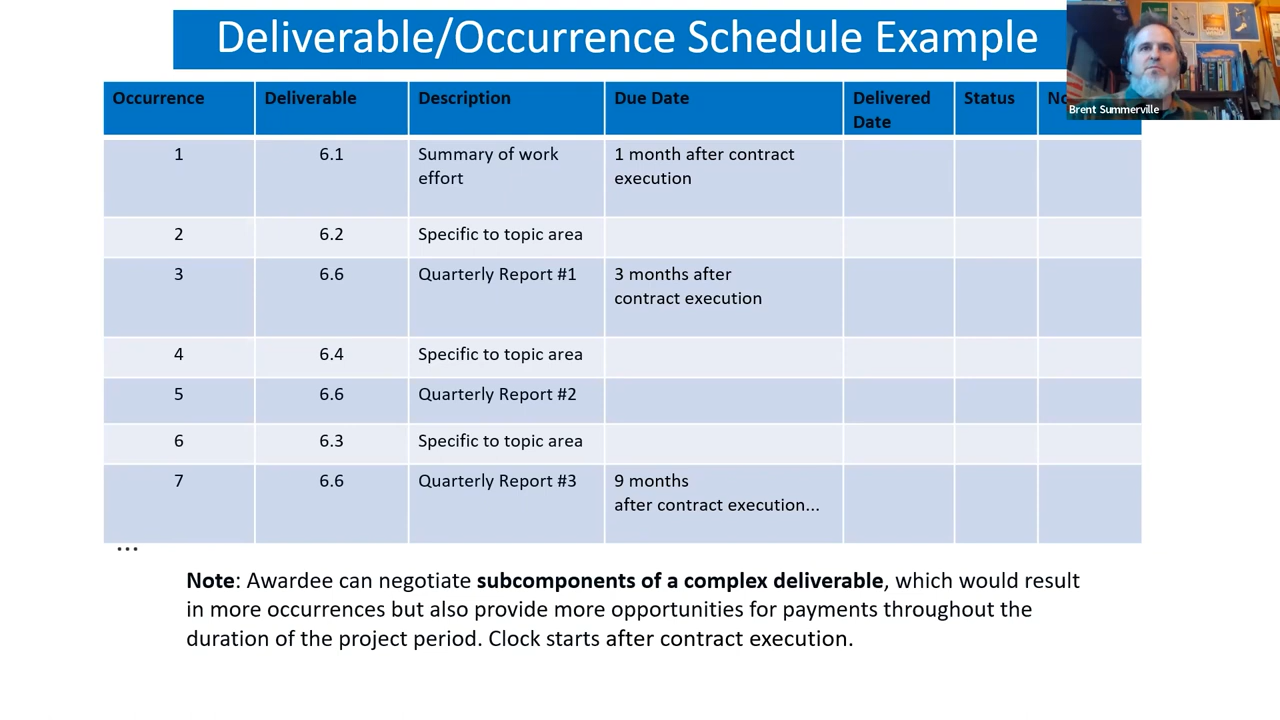 Deliverable/Occurrence Schedule Example
Brent Summerville
Occurrence Deliverable Description Due Date Delivered Date Status
1 6.1 Summary of work effort 1 month after contract execution
2 6.2 Specific to topic area
3 6.6 Quarterly Report #1 3 months after contract execution
4 6.4 Specific to topic area
5 6.6 Quarterly Report #2
6 6.3 Specific to topic area
7 6.6 Quarterly Report #3 9 months after contract execution...
...
Note: Awardee can negotiate subcomponents of a complex deliverable, which would result
in more occurrences but also provide more opportunities for payments throughout the
duration of the project period. Clock starts after contract execution.